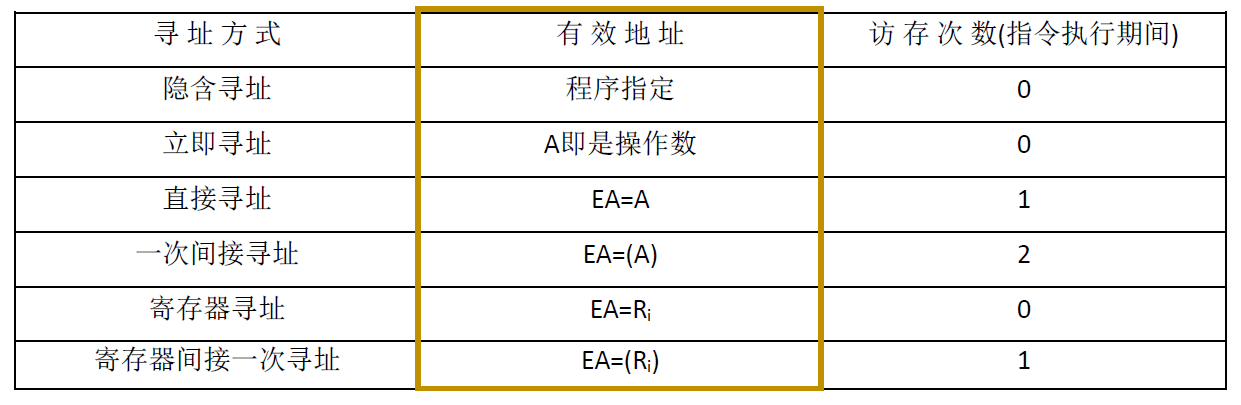 寻址方式 有效地址 访存次数(指令执行期间)
隐含寻址 程序指定 0
立即寻址 A即是操作数 0
直接寻址 EA=A 1
一次间接寻址 EA=(A) 2
寄存器寻址 EA=Rᵢ 0
寄存器间接一次寻址 EA=(Rᵢ) 1